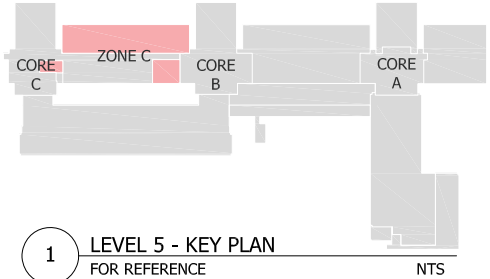 ZONE C
CORE
C
CORE
B
CORE
A
1
LEVEL 5 - KEY PLAN
FOR REFERENCE
NTS